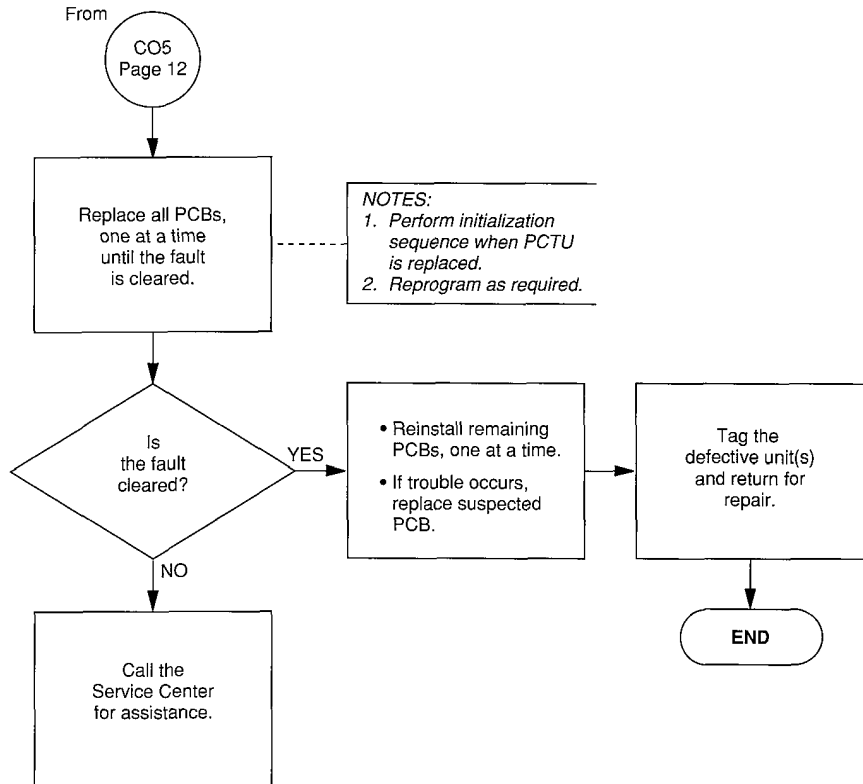 From
CO5
Page 12
Replace all PCBs,
one at a time
until the fault
is cleared.
NOTES:
1. Perform initialization
sequence when PCTU
is replaced.
2. Reprogram as required.
Is
the fault
cleared?
YES
• Reinstall remaining
PCBs, one at a time.
• If trouble occurs,
replace suspected
PCB.
Tag the
defective unit(s)
and return for
repair.
NO
END
Call the
Service Center
for assistance.